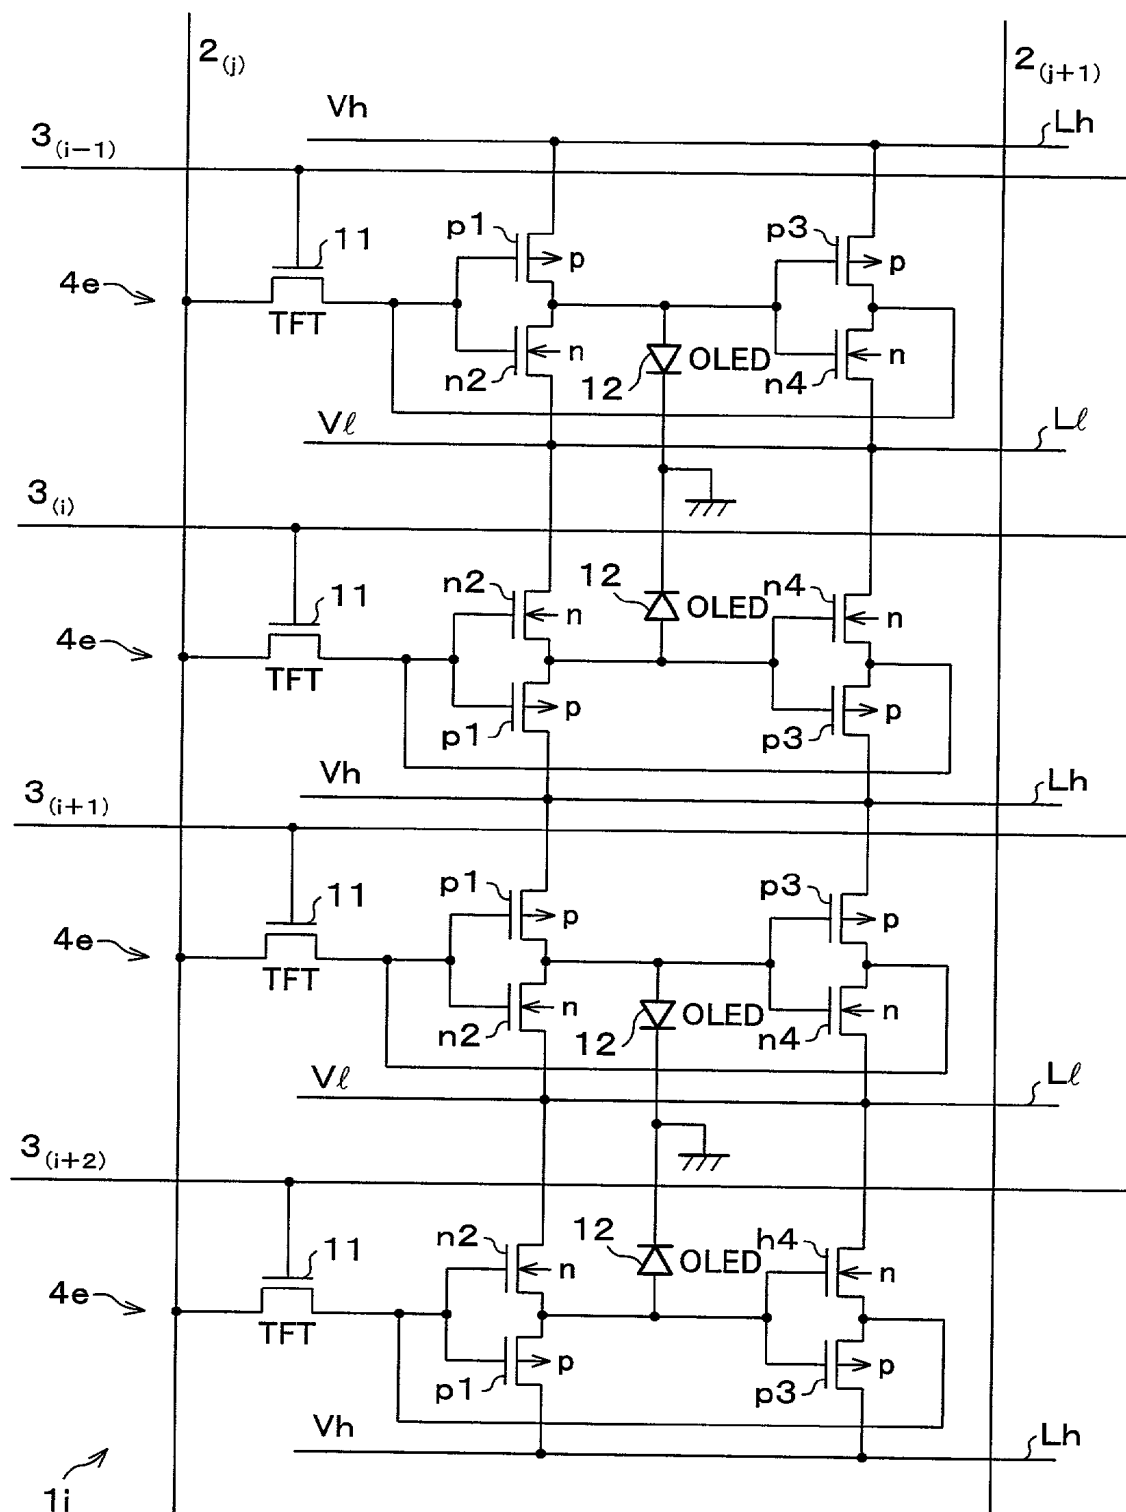 2(j)
2(j+1)
Vh
Lh
3(i−1)
p1
p3
11
p
p
4e
TFT
n
OLED
n
n2
12
n4
Vℓ
Lℓ
3(i)
n2
12
n4
11
n
OLED
n
4e
TFT
p
p
p1
p3
Vh
Lh
3(i+1)
p1
p3
11
p
p
4e
TFT
n
OLED
n
n2
12
n4
Vℓ
Lℓ
3(i+2)
n2
12
h4
11
n
OLED
n
4e
TFT
p
p
p1
p3
Vh
Lh
1i